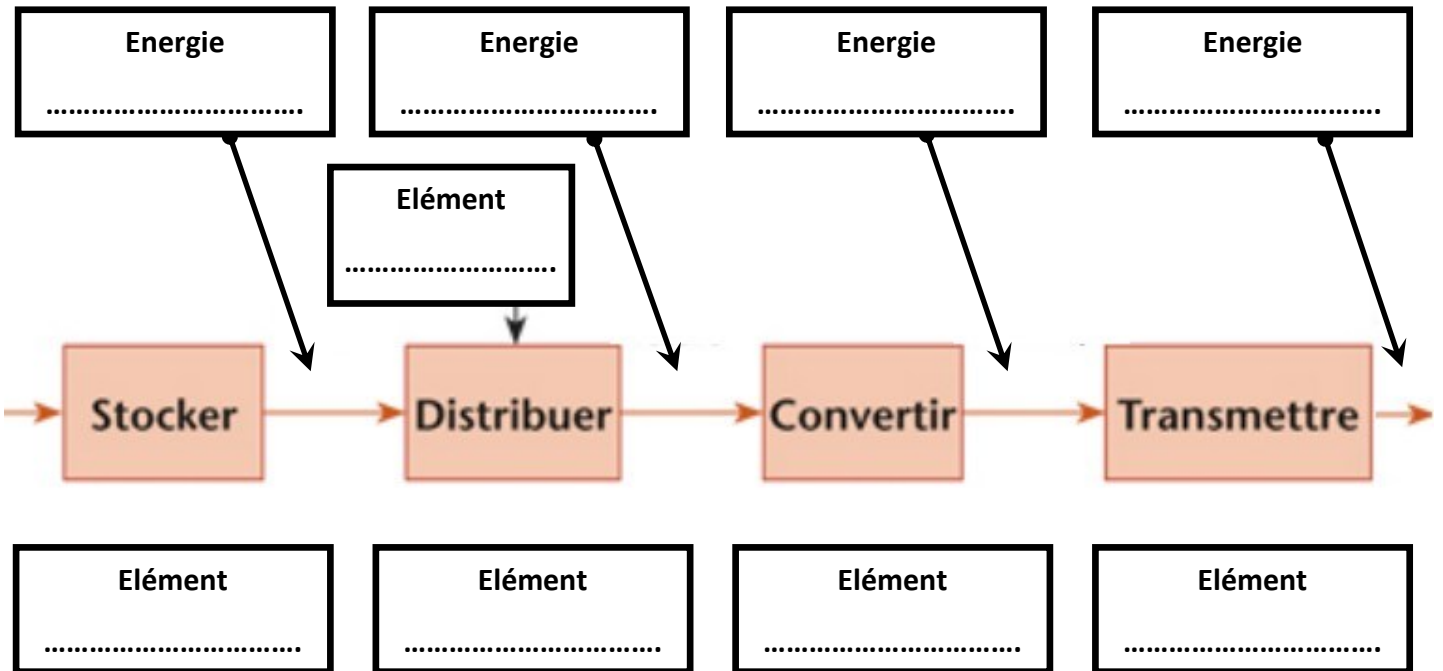 Energie
……………………………….
Energie
……………………………….
Energie
……………………………….
Energie
……………………………….
Elément
………………………….
Stocker
Distribuer
Convertir
Transmettre
Elément
……………………………….
Elément
……………………………….
Elément
……………………………….
Elément
……………………………….